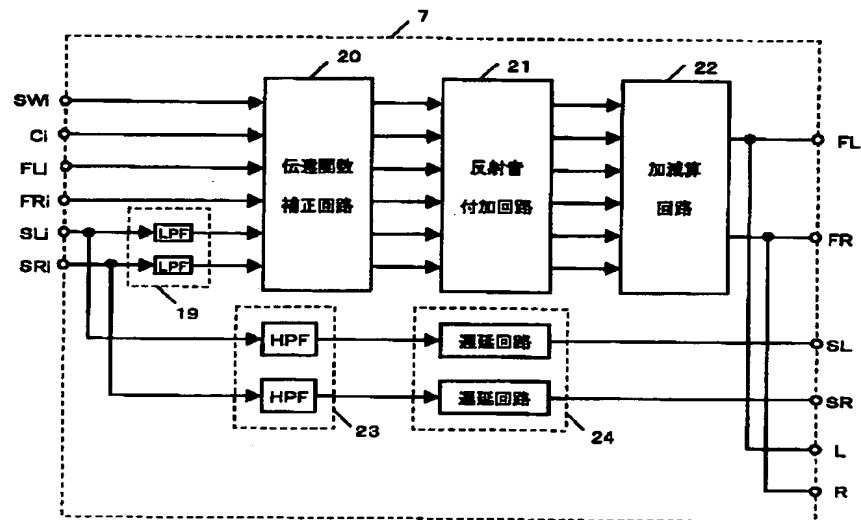 7
20
21
22
SWi
Ci
FLi
FRi
SLi
SRi
伝達関数
補正回路
反射音
付加回路
加減算
回路
FL
FR
LPF
LPF
19
HPF
遅延回路
SL
HPF
遅延回路
SR
23
24
L
R